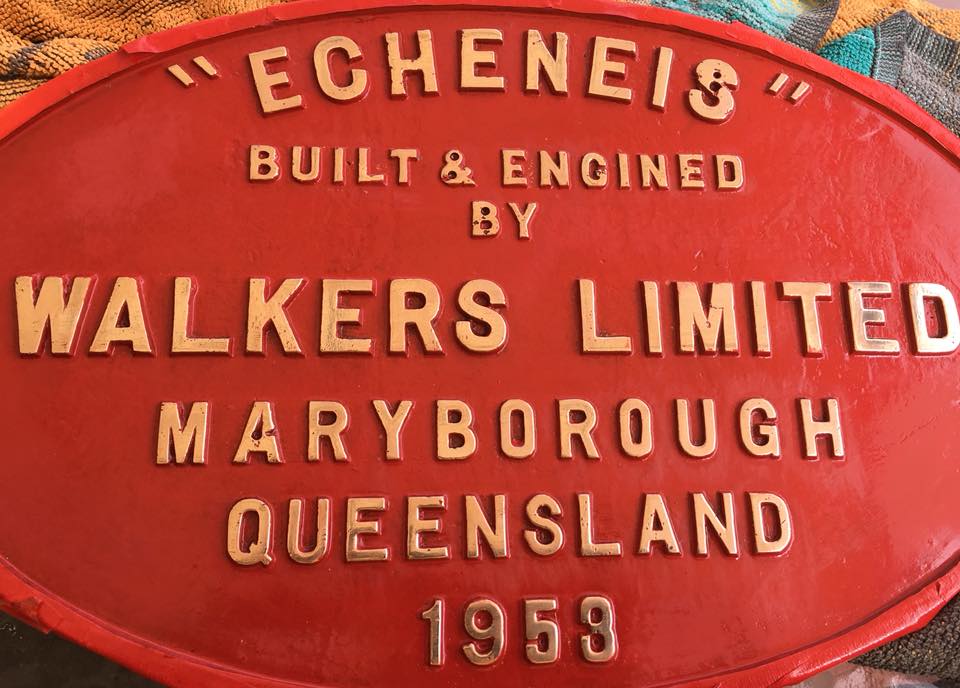 "ECHENEIS"
BUILT & ENGINED
BY
WALKERS LIMITED
MARYBOROUGH
QUEENSLAND
1953